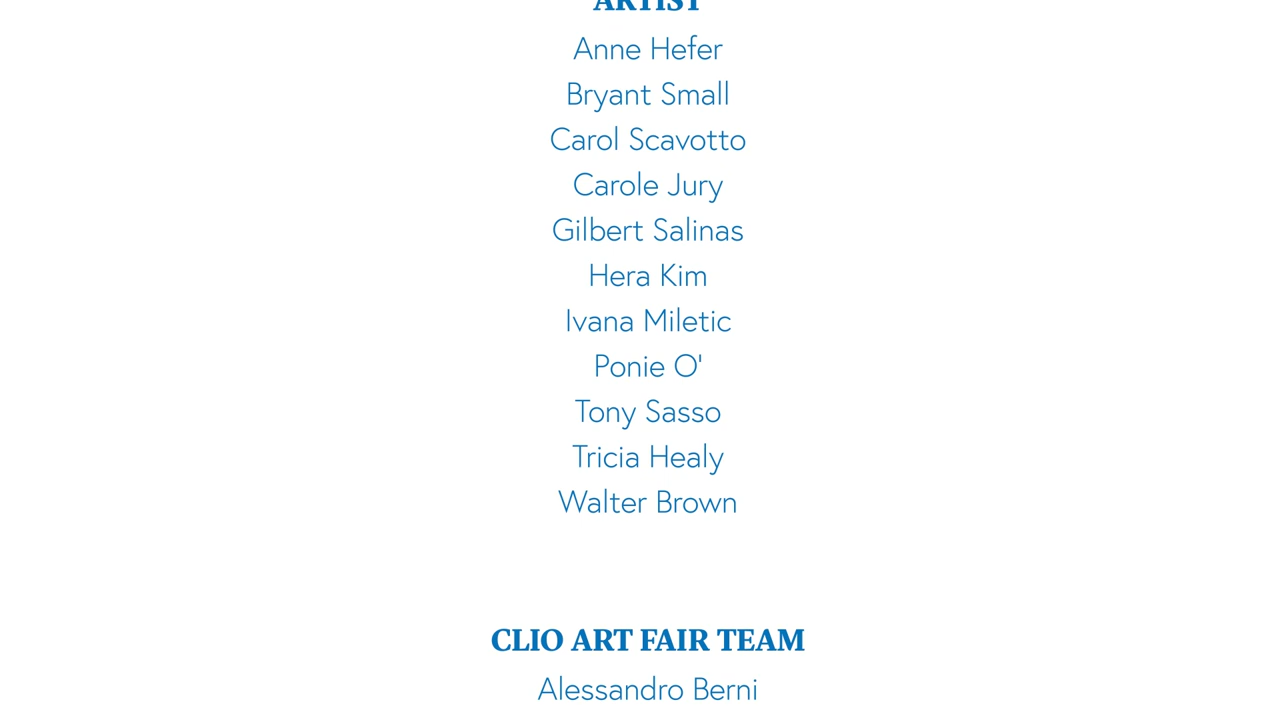 ARTIST
Anne Hefer
Bryant Small
Carol Scavotto
Carole Jury
Gilbert Salinas
Hera Kim
Ivana Miletic
Ponie O'
Tony Sasso
Tricia Healy
Walter Brown
CLIO ART FAIR TEAM
Alessandro Berni